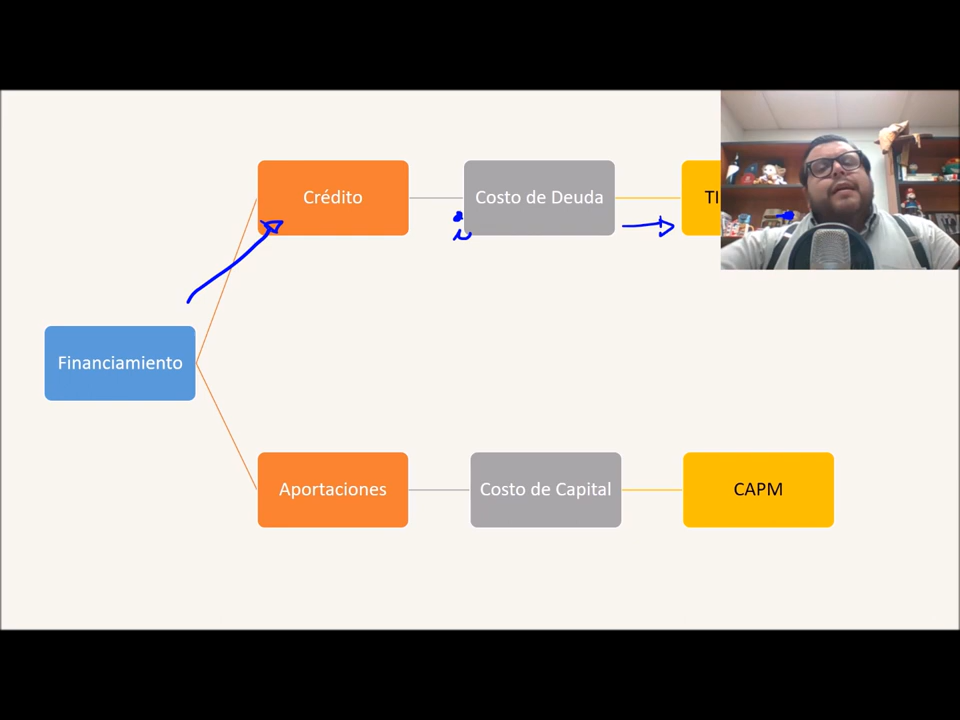 Crédito
Costo de Deuda
Financiamiento
Aportaciones
Costo de Capital
CAPM